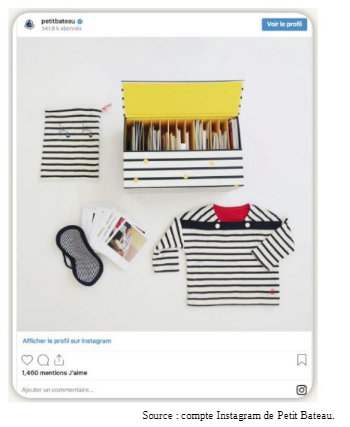 petitbateau
341.8 k abonnés
Voir le profil
Afficher le profil sur Instagram
1,460 mentions J'aime
Ajouter un commentaire...
Source : compte Instagram de Petit Bateau.